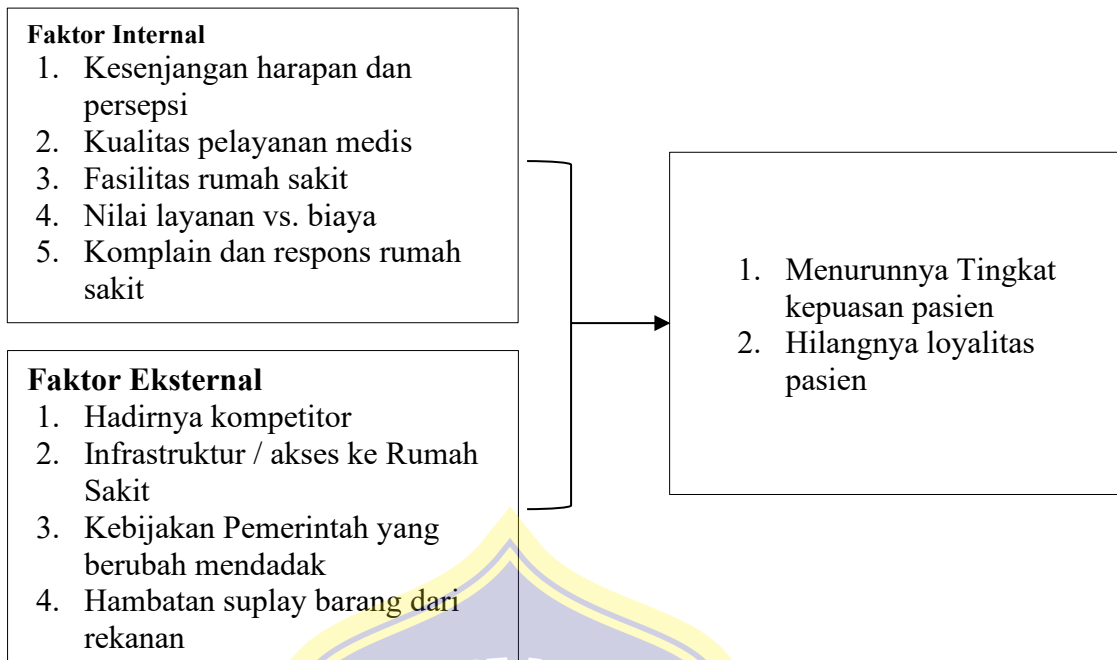 Faktor Internal
1. Kesenjangan harapan dan
persepsi
2. Kualitas pelayanan medis
3. Fasilitas rumah sakit
4. Nilai layanan vs. biaya
5. Komplain dan respons rumah
sakit
Faktor Eksternal
1. Hadirnya kompetitor
2. Infrastruktur / akses ke Rumah
Sakit
3. Kebijakan Pemerintah yang
berubah mendadak
4. Hambatan suplay barang dari
rekanan
1. Menurunnya Tingkat
kepuasan pasien
2. Hilangnya loyalitas
pasien